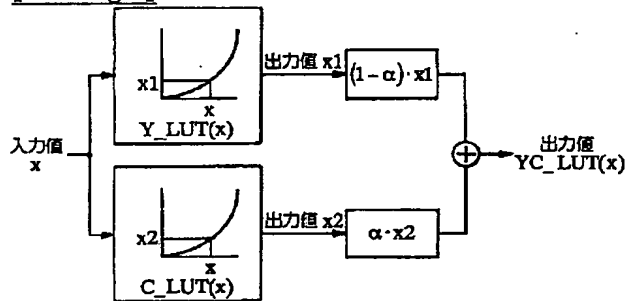 x1
x
Y_LUT(x)
出力値 x1
(1-α)·x1
入力値
x
出力値
YC_LUT(x)
x2
x
C_LUT(x)
出力値 x2
α·x2